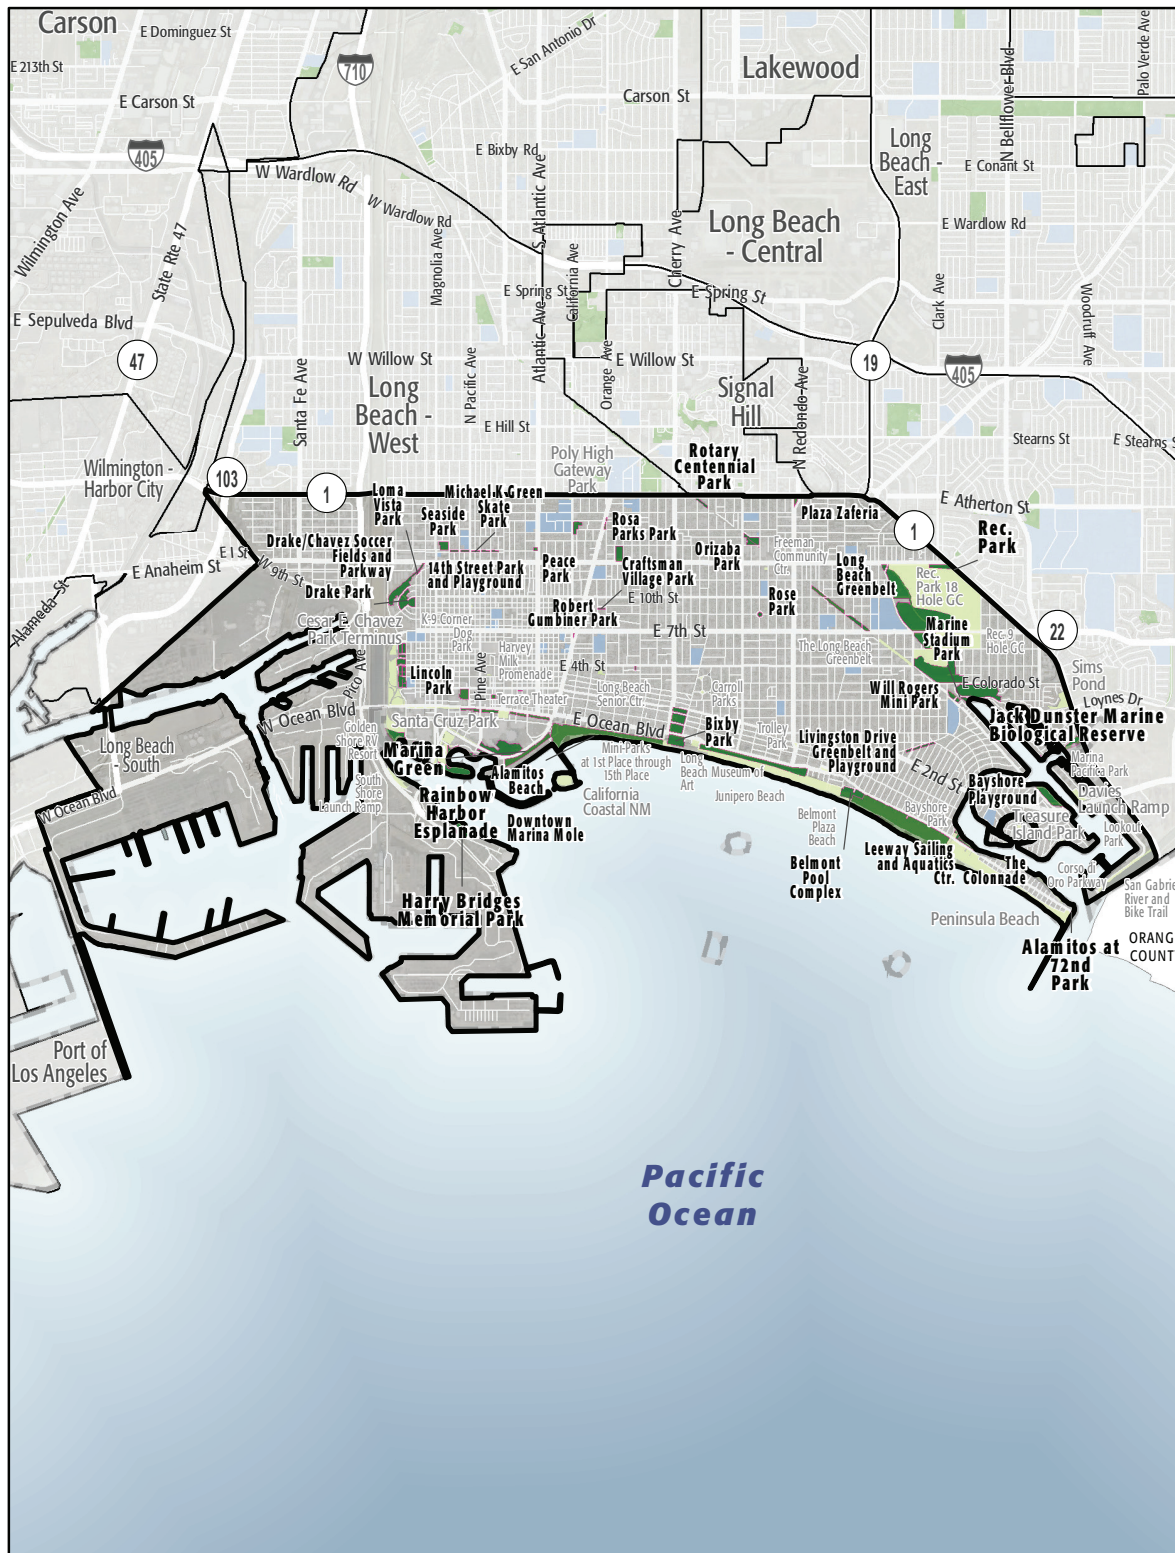 Carson
E Dominguez St
E 213th St
710
E San Antonio Dr
Lakewood
N Bellflower Blvd
Palo Verde Ave
E Carson St
Carson St
405
E Bixby Rd
Long
Beach -
East
E Conant St
W Wardlow Rd
W Wardlow Rd
S Atlantic Ave
Cherry Ave
Long Beach
- Central
E Wardlow Rd
Wilmington Ave
State Rte 47
Magnolia Ave
California Ave
E Spring St
E Spring St
Clark Ave
Woodruff Ave
E Sepulveda Blvd
47
W Willow St
Atlantic Ave
Orange Ave
E Willow St
19
405
Santa Fe Ave
Long
Beach -
West
N Pacific Ave
Signal
Hill
N Redondo Ave
E Hill St
Stearns St
E Stearns S
Wilmington -
Harbor City
103
Poly High
Gateway
Park
Rotary
Centennial
Park
1
Loma
Vista
Park
Seaside
Park
Michael K Green
Skate
Park
Plaza Zaferia
E Atherton St
1
Rec.
Park
Rosa
Parks Park
Orizaba
Park
Freeman
Community
Ctr.
Drake/Chavez Soccer
Fields and
Parkway
14th Street Park
and Playground
Peace
Park
Craftsman
Village Park
Long
Beach
Greenbelt
Rec.
Park 18
Hole GC
E I St
E Anaheim St
W 9th St
Drake Park
E 10th St
Rose
Park
Robert
Gumbiner Park
Alameda St
Cesar E Chavez
Park Terminus
K-9 Corner
Dog
Park
E 7th St
Marine
Stadium
Park
Rec. 9
Hole GC
22
Harvey
Milk
Promenade
The Long Beach
Greenbelt
Sims
Pond
E 4th St
Pico Ave
Pine Ave
Lincoln
Park
Will Rogers
Mini Park
E Colorado St
Loynes Dr
Long Beach
Senior Ctr.
Carroll
Parks
Terrace Theater
W Ocean Blvd
Santa Cruz Park
E Ocean Blvd
Bixby
Park
Trolley
Park
Jack Dunster Marine
Biological Reserve
Long Beach
- South
Golden
Shore RV
Resort
Marina
Green
Alamitos
Beach
Mini-Parks
at 1st Place through
15th Place
Long
Beach Museum of
Art
Livingston Drive
Greenbelt and
Playground
E 2nd St
Marina
Pacifica Park
South
Shore
Launch Ramp
Rainbow
Harbor
Esplanade
California
Coastal NM
Junipero Beach
Bayshore
Playground
Davies
Launch Ramp
W Ocean Blvd
Downtown
Marina Mole
Belmont
Plaza
Beach
Bayshore
Park
Treasure
Island Park
Lookout
Park
Leeway Sailing
and Aquatics
Ctr.
The
Colonnade
Belmont
Pool
Complex
Corso di
Oro Parkway
San Gabrie
River and
Bike Trail
Harry Bridges
Memorial Park
Peninsula Beach
Alamitos at
72nd
Park
ORANG
COUNT
Port of
Los Angeles
Pacific
Ocean